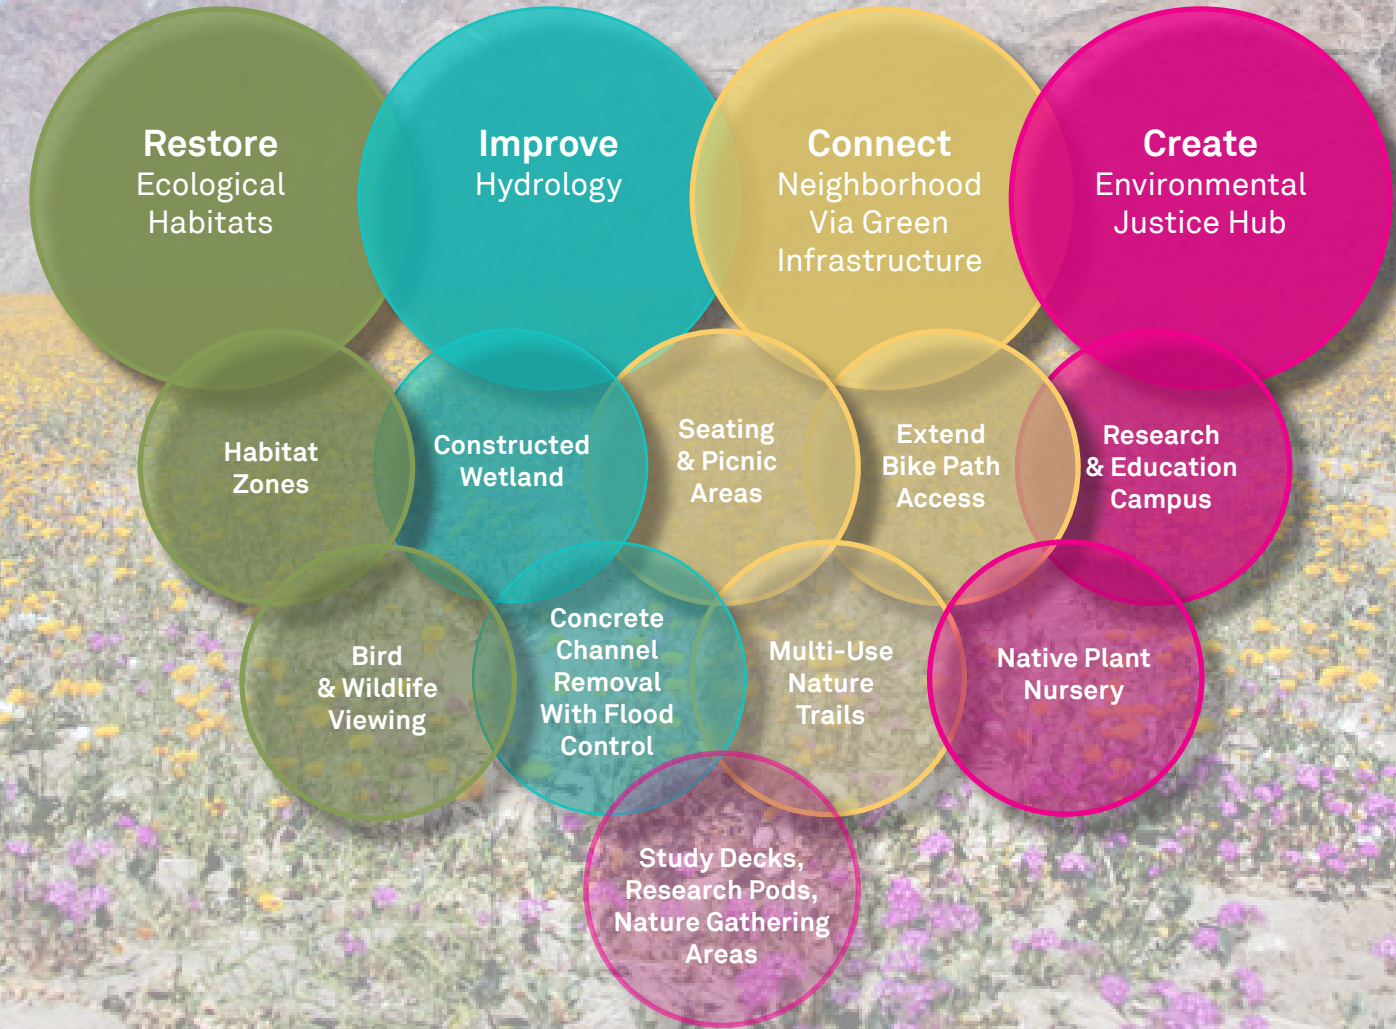 Restore
Ecological
Habitats
Improve
Hydrology
Connect
Neighborhood
Via Green
Infrastructure
Create
Environmental
Justice Hub
Habitat
Zones
Constructed
Wetland
Seating
& Picnic
Areas
Extend
Bike Path
Access
Research
& Education
Campus
Bird
& Wildlife
Viewing
Concrete
Channel
Removal
With Flood
Control
Multi-Use
Nature
Trails
Native Plant
Nursery
Study Decks,
Research Pods,
Nature Gathering
Areas